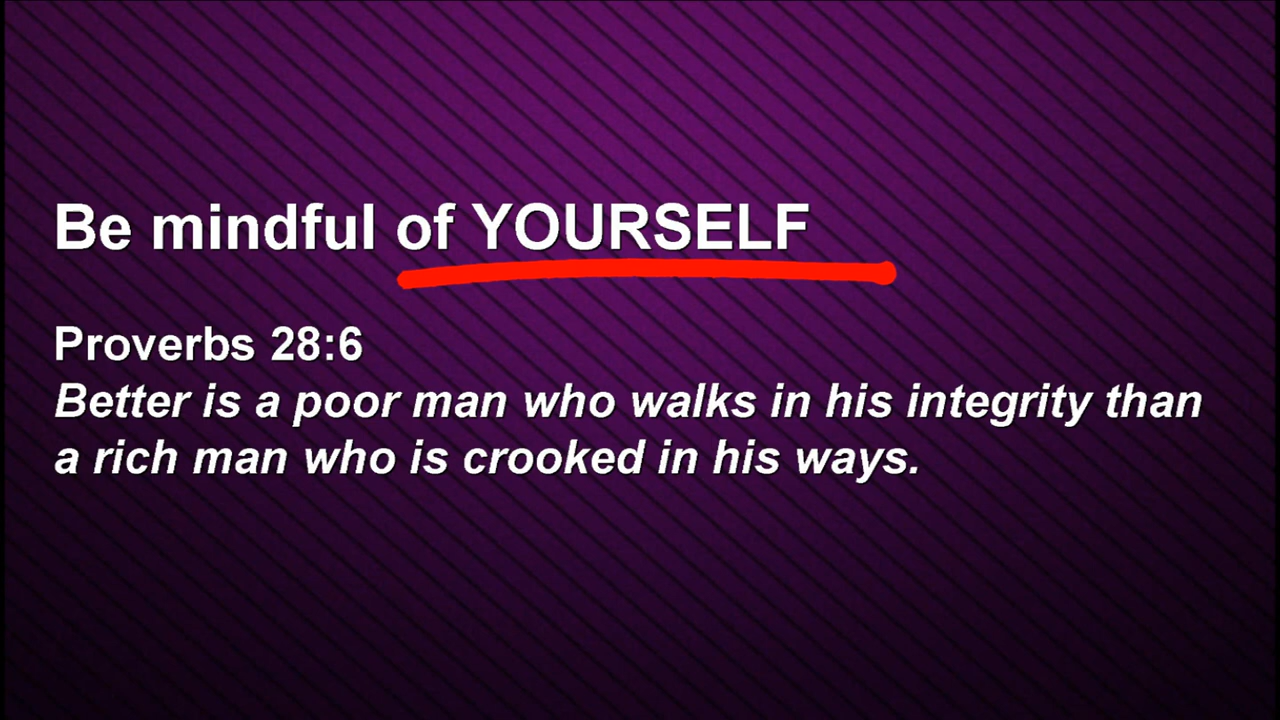 Be mindful of YOURSELF
Proverbs 28:6
Better is a poor man who walks in his integrity than
a rich man who is crooked in his ways.